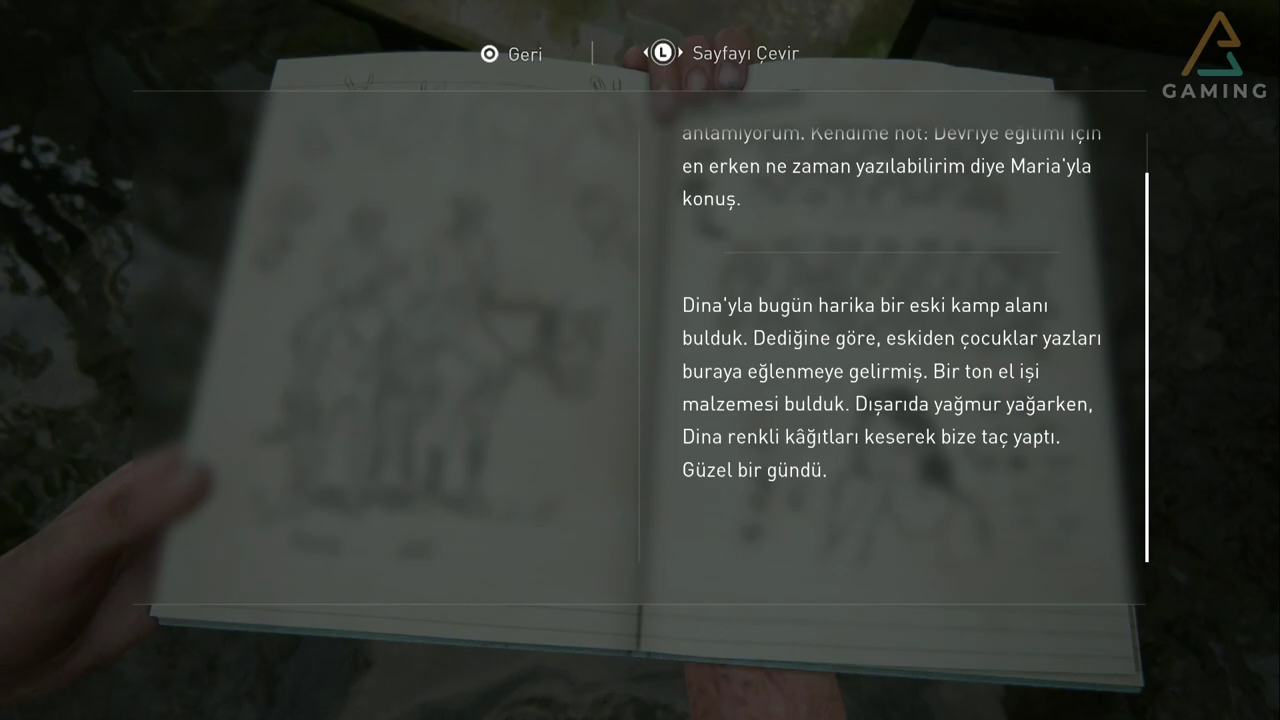 Geri
L
Sayfayı Çevir
GAMING
anlamıyorum. Kendime not: Devriye eğitimi için
en erken ne zaman yazılabilirim diye Maria'yla
konuş.
Dina'yla bugün harika bir eski kamp alanı
bulduk. Dediğine göre, eskiden çocuklar yazları
buraya eğlenmeye gelirmiş. Bir ton el işi
malzemesi bulduk. Dışarıda yağmur yağarken,
Dina renkli kâğıtları keserek bize taç yaptı.
Güzel bir gündü.